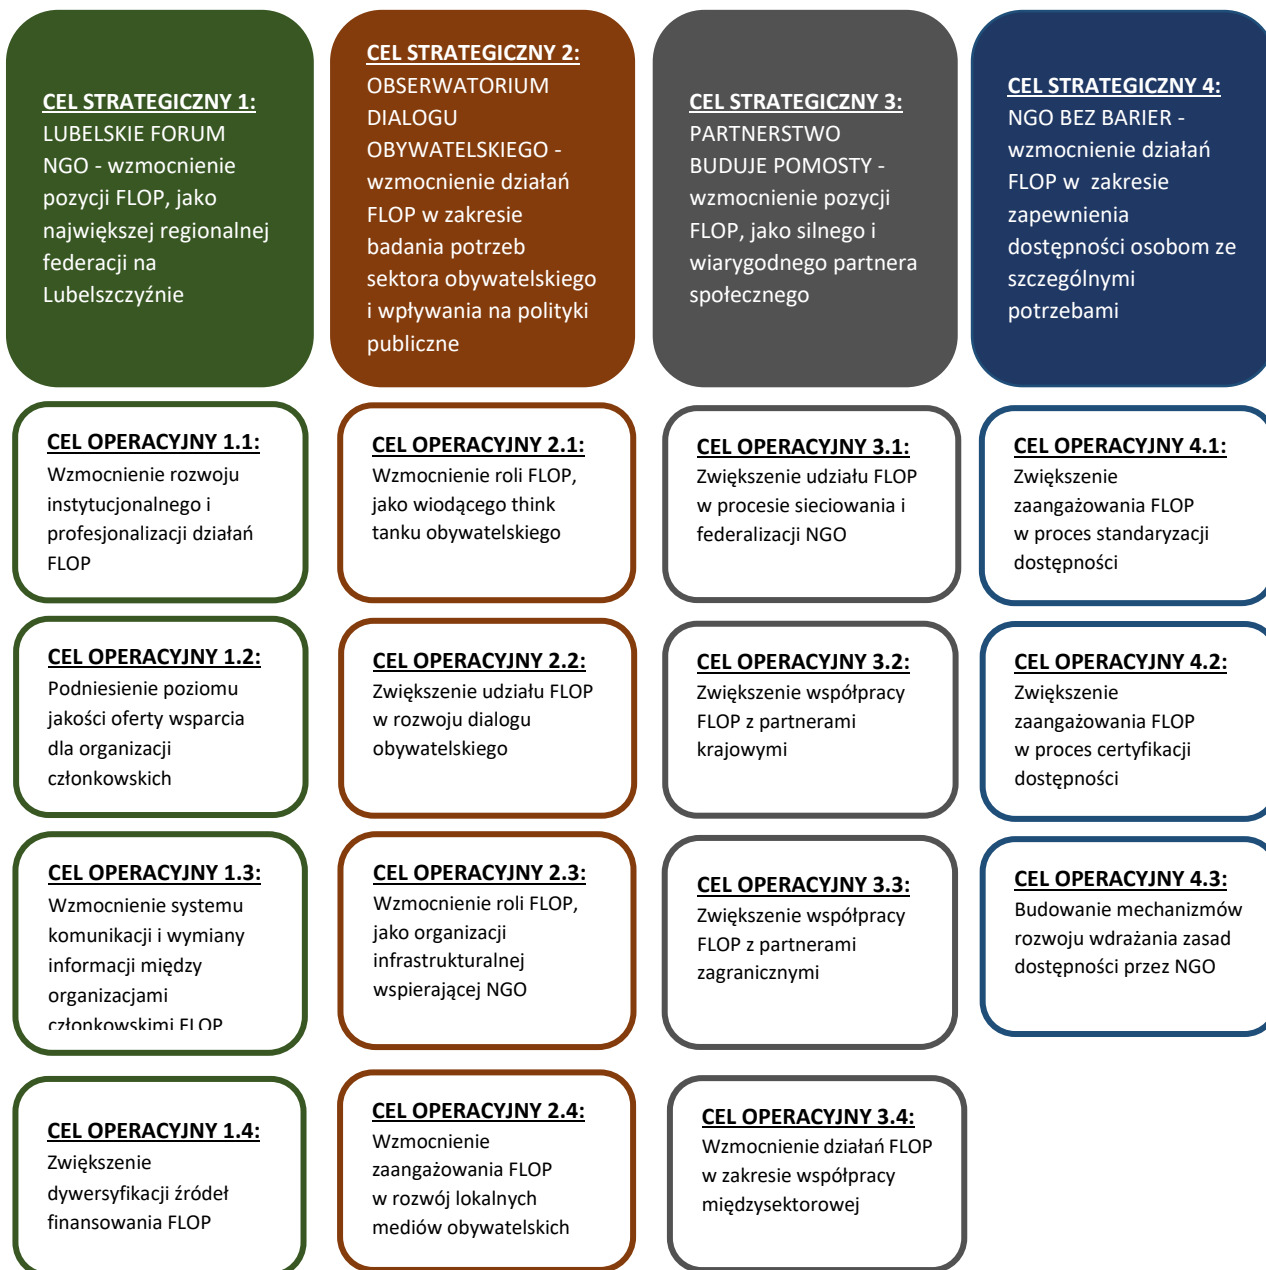 CEL STRATEGICZNY 1:
LUBELSKIE FORUM
NGO - wzmocnienie
pozycji FLOP, jako
największej regionalnej
federacji na
Lubelszczyźnie
CEL STRATEGICZNY 2:
OBSERWATORIUM
DIALOGU
OBYWATELSKIEGO -
wzmocnienie działań
FLOP w zakresie
badania potrzeb
sektora obywatelskiego
i wpływania na polityki
publiczne
CEL STRATEGICZNY 3:
PARTNERSTWO
BUDUJE POMOSTY -
wzmocnienie pozycji
FLOP, jako silnego i
wiarygodnego partnera
społecznego
CEL STRATEGICZNY 4:
NGO BEZ BARIER -
wzmocnienie działań
FLOP w zakresie
zapewnienia
dostępności osobom ze
szczególnymi
potrzebami
CEL OPERACYJNY 1.1:
Wzmocnienie rozwoju
instytucjonalnego i
profesjonalizacji działań
FLOP
CEL OPERACYJNY 2.1:
Wzmocnienie roli FLOP,
jako wiodącego think
tanku obywatelskiego
CEL OPERACYJNY 3.1:
Zwiększenie udziału FLOP
w procesie sieciowania i
federalizacji NGO
CEL OPERACYJNY 4.1:
Zwiększenie
zaangażowania FLOP
w proces standaryzacji
dostępności
CEL OPERACYJNY 1.2:
Podniesienie poziomu
jakości oferty wsparcia
dla organizacji
członkowskich
CEL OPERACYJNY 2.2:
Zwiększenie udziału FLOP
w rozwoju dialogu
obywatelskiego
CEL OPERACYJNY 3.2:
Zwiększenie współpracy
FLOP z partnerami
krajowymi
CEL OPERACYJNY 4.2:
Zwiększenie
zaangażowania FLOP
w proces certyfikacji
dostępności
CEL OPERACYJNY 1.3:
Wzmocnienie systemu
komunikacji i wymiany
informacji między
organizacjami
członkowskimi FLOP
CEL OPERACYJNY 2.3:
Wzmocnienie roli FLOP,
jako organizacji
infrastrukturalnej
wspierającej NGO
CEL OPERACYJNY 3.3:
Zwiększenie współpracy
FLOP z partnerami
zagranicznymi
CEL OPERACYJNY 4.3:
Budowanie mechanizmów
rozwoju wdrażania zasad
dostępności przez NGO
CEL OPERACYJNY 1.4:
Zwiększenie
dywersyfikacji źródeł
finansowania FLOP
CEL OPERACYJNY 2.4:
Wzmocnienie
zaangażowania FLOP
w rozwój lokalnych
mediów obywatelskich
CEL OPERACYJNY 3.4:
Wzmocnienie działań FLOP
w zakresie współpracy
międzysektorowej